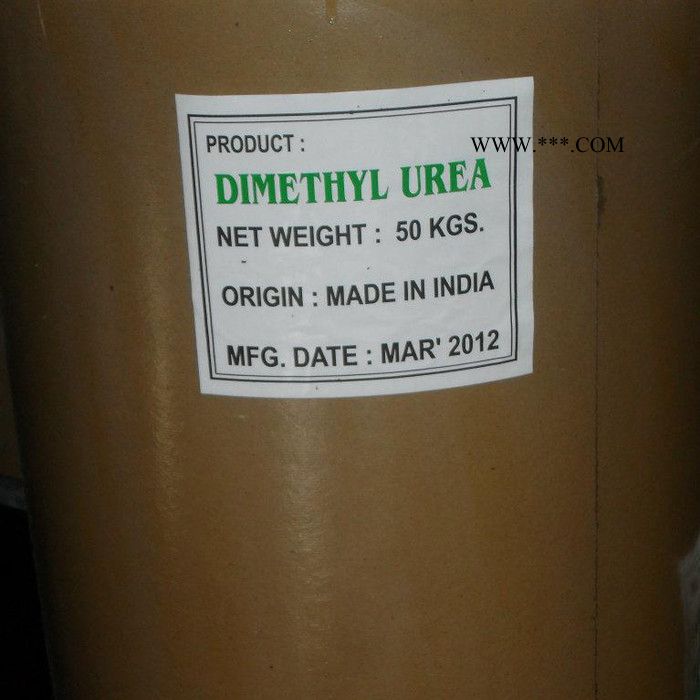 PRODUCT :
WWW.***.COM
DIMETHYL UREA
NET WEIGHT : 50 KGS.
ORIGIN : MADE IN INDIA
MFG. DATE : MAR' 2012